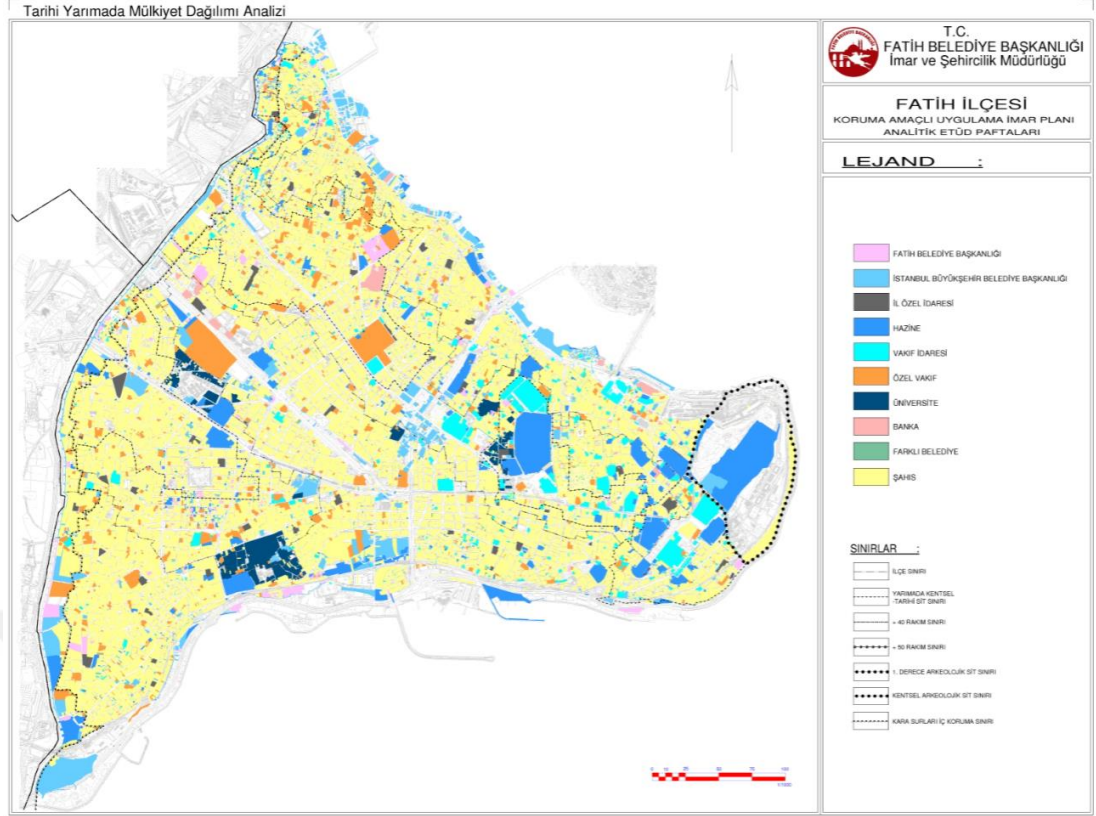 Tarihi Yarımada Mülkiyet Dağılımı Analizi
T.C.
FATİH BELEDİYE BAŞKANLIĞI
İmar ve Şehircilik Müdürlüğü
FATİH İLÇESİ
KORUMA AMAÇLI UYGULAMA İMAR PLANI
ANALİTİK ETÜD PAFTALARI
LEJAND :
FATİH BELEDİYE BAŞKANLIĞI
İSTANBUL BÜYÜKŞEHİR BELEDİYE BAŞKANLIĞI
İL ÖZEL İDARESİ
HAZİNE
VAKIF İDARESİ
ÖZEL VAKIF
ÜNİVERSİTE
BANKA
FARKLI BELEDİYE
ŞAHIS
SINIRLAR :
İLÇE SINIRI
YARIMADA KENTSEL
-TARİHİ SİT SINIRI
+ 40 RAKIM SINIRI
+ 50 RAKIM SINIRI
1. DERECE ARKEOLOJİK SİT SINIRI
KENTSEL ARKEOLOJİK SİT SINIRI
KARA SURLARI İÇ KORUMA SINIRI